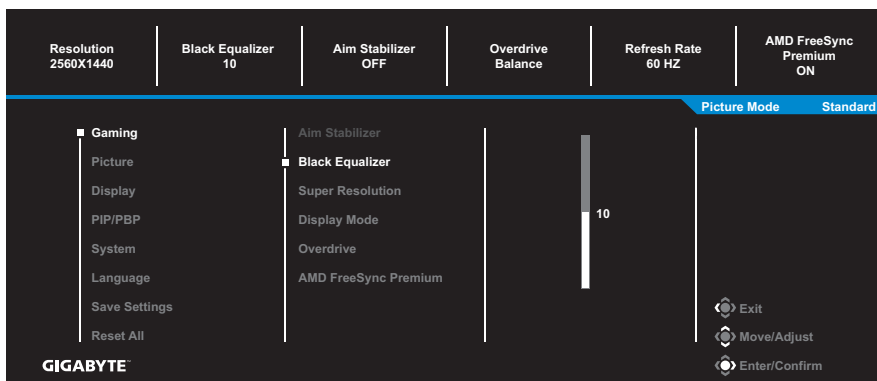 Resolution
2560X1440
Black Equalizer
10
Aim Stabilizer
OFF
Overdrive
Balance
Refresh Rate
60 HZ
AMD FreeSync
Premium
ON
Picture Mode Standard
Gaming
Picture
Display
PIP/PBP
System
Language
Save Settings
Reset All
Aim Stabilizer
Black Equalizer
Super Resolution
Display Mode
Overdrive
AMD FreeSync Premium
10
Exit
Move/Adjust
Enter/Confirm
GIGABYTE™